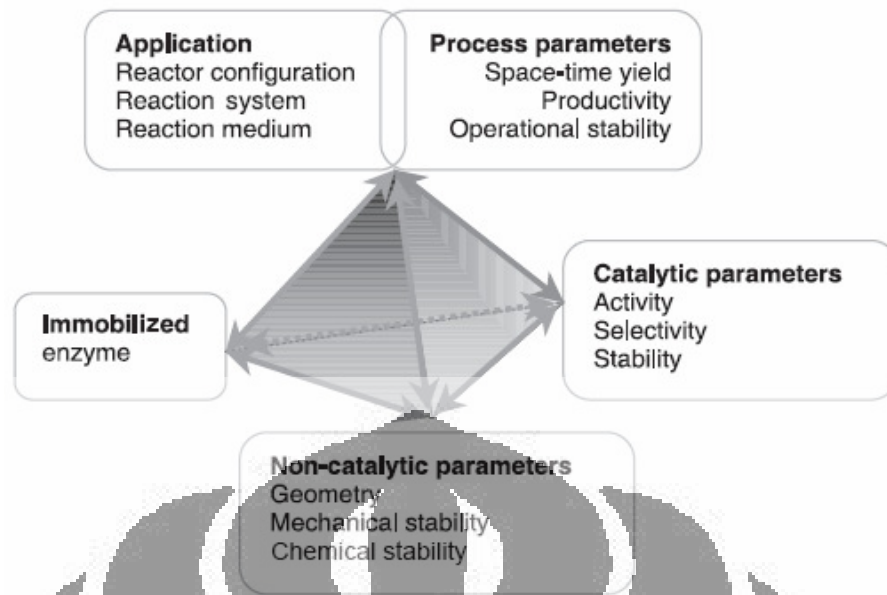 Application
Reactor configuration
Reaction system
Reaction medium
Process parameters
Space-time yield
Productivity
Operational stability
Catalytic parameters
Activity
Selectivity
Stability
Immobilized
enzyme
Non-catalytic parameters
Geometry
Mechanical stability
Chemical stability